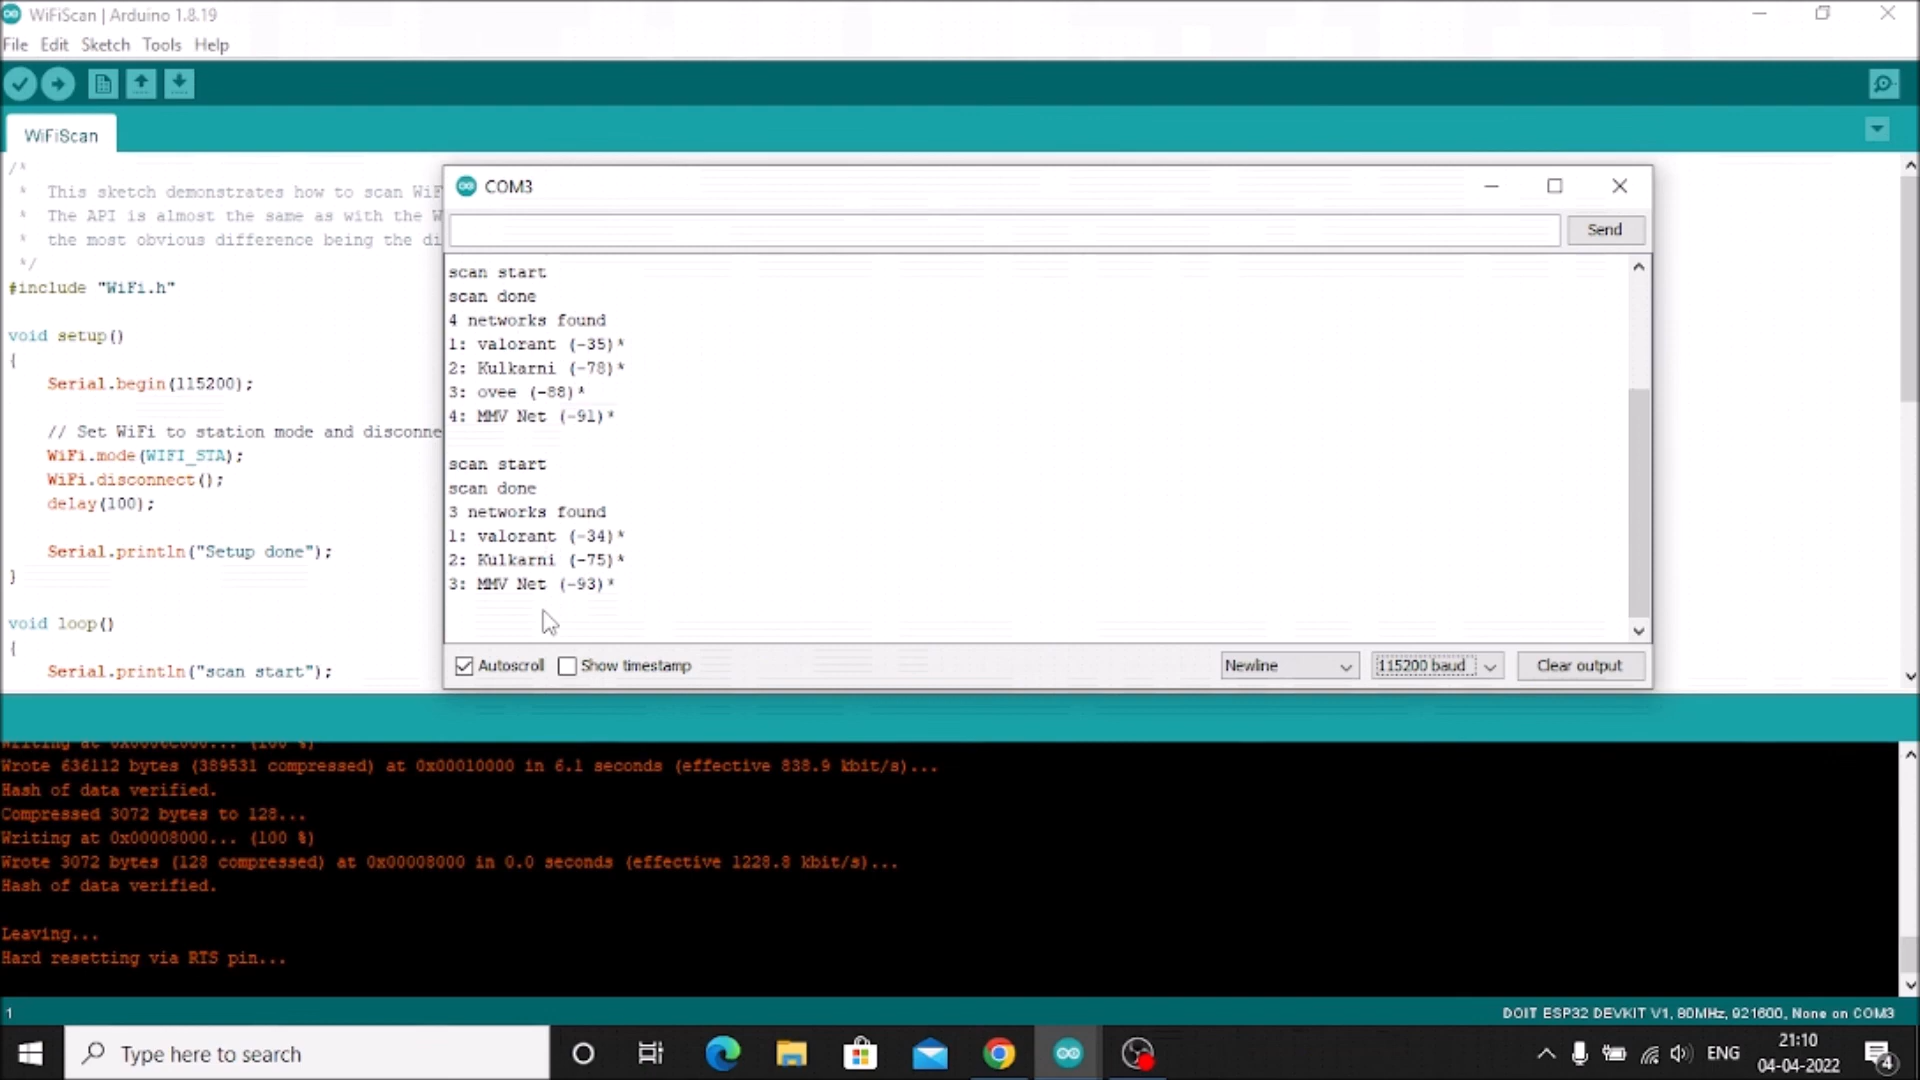 WiFiScan | Arduino 1.8.19
File Edit Sketch Tools Help
WiFiScan
/*
* This sketch demonstrates how to scan WiF
* The API is almost the same as with the W
* the most obvious difference being the di
*/
#include "WiFi.h"
void setup()
{
Serial.begin(115200);
// Set WiFi to station mode and disconne
WiFi.mode(WIFI_STA);
WiFi.disconnect();
delay(100);
Serial.println("Setup done");
}
void loop()
{
Serial.println("scan start");
COM3
Send
scan start
scan done
4 networks found
1: valorant (-35)*
2: Kulkarni (-78)*
3: ovee (-88)*
4: MMV Net (-91)*
scan start
scan done
3 networks found
1: valorant (-34)*
2: Kulkarni (-75)*
3: MMV Net (-93)*
Autoscroll Show timestamp Newline 115200 baud Clear output
Wrote 636112 bytes (389531 compressed) at 0x00010000 in 6.1 seconds (effective 838.9 kbit/s)...
Hash of data verified.
Compressed 3072 bytes to 128...
Writing at 0x00008000... (100 %)
Wrote 3072 bytes (128 compressed) at 0x00008000 in 0.0 seconds (effective 1228.8 kbit/s)...
Hash of data verified.
Leaving...
Hard resetting via RTS pin...
1 DOIT ESP32 DEVKIT V1, 80MHz, 921600, None on COM3
Type here to search
ENG
21:10
04-04-2022
4